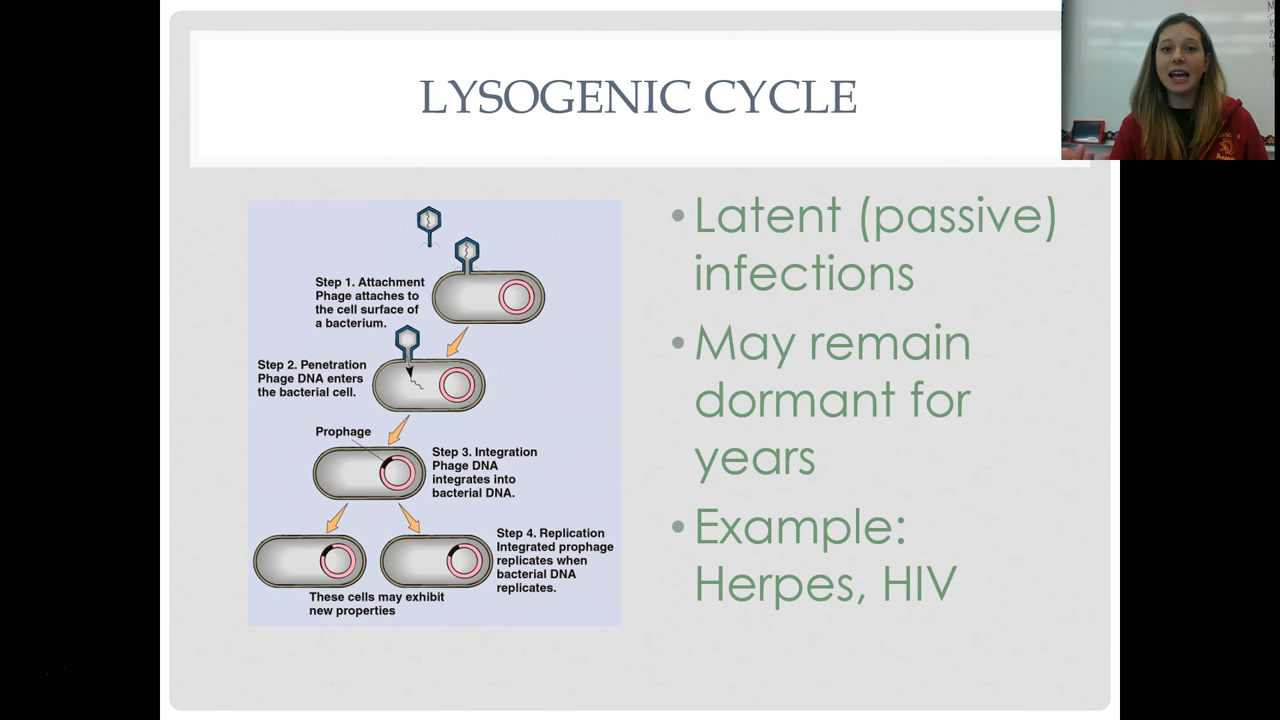 LYSOGENIC CYCLE
Step 1. Attachment
Phage attaches to
the cell surface of
a bacterium.
Step 2. Penetration
Phage DNA enters
the bacterial cell.
Prophage
Step 3. Integration
Phage DNA
integrates into
bacterial DNA.
Step 4. Replication
Integrated prophage
replicates when
bacterial DNA
replicates.
These cells may exhibit
new properties
• Latent (passive)
infections
• May remain
dormant for
years
• Example:
Herpes, HIV